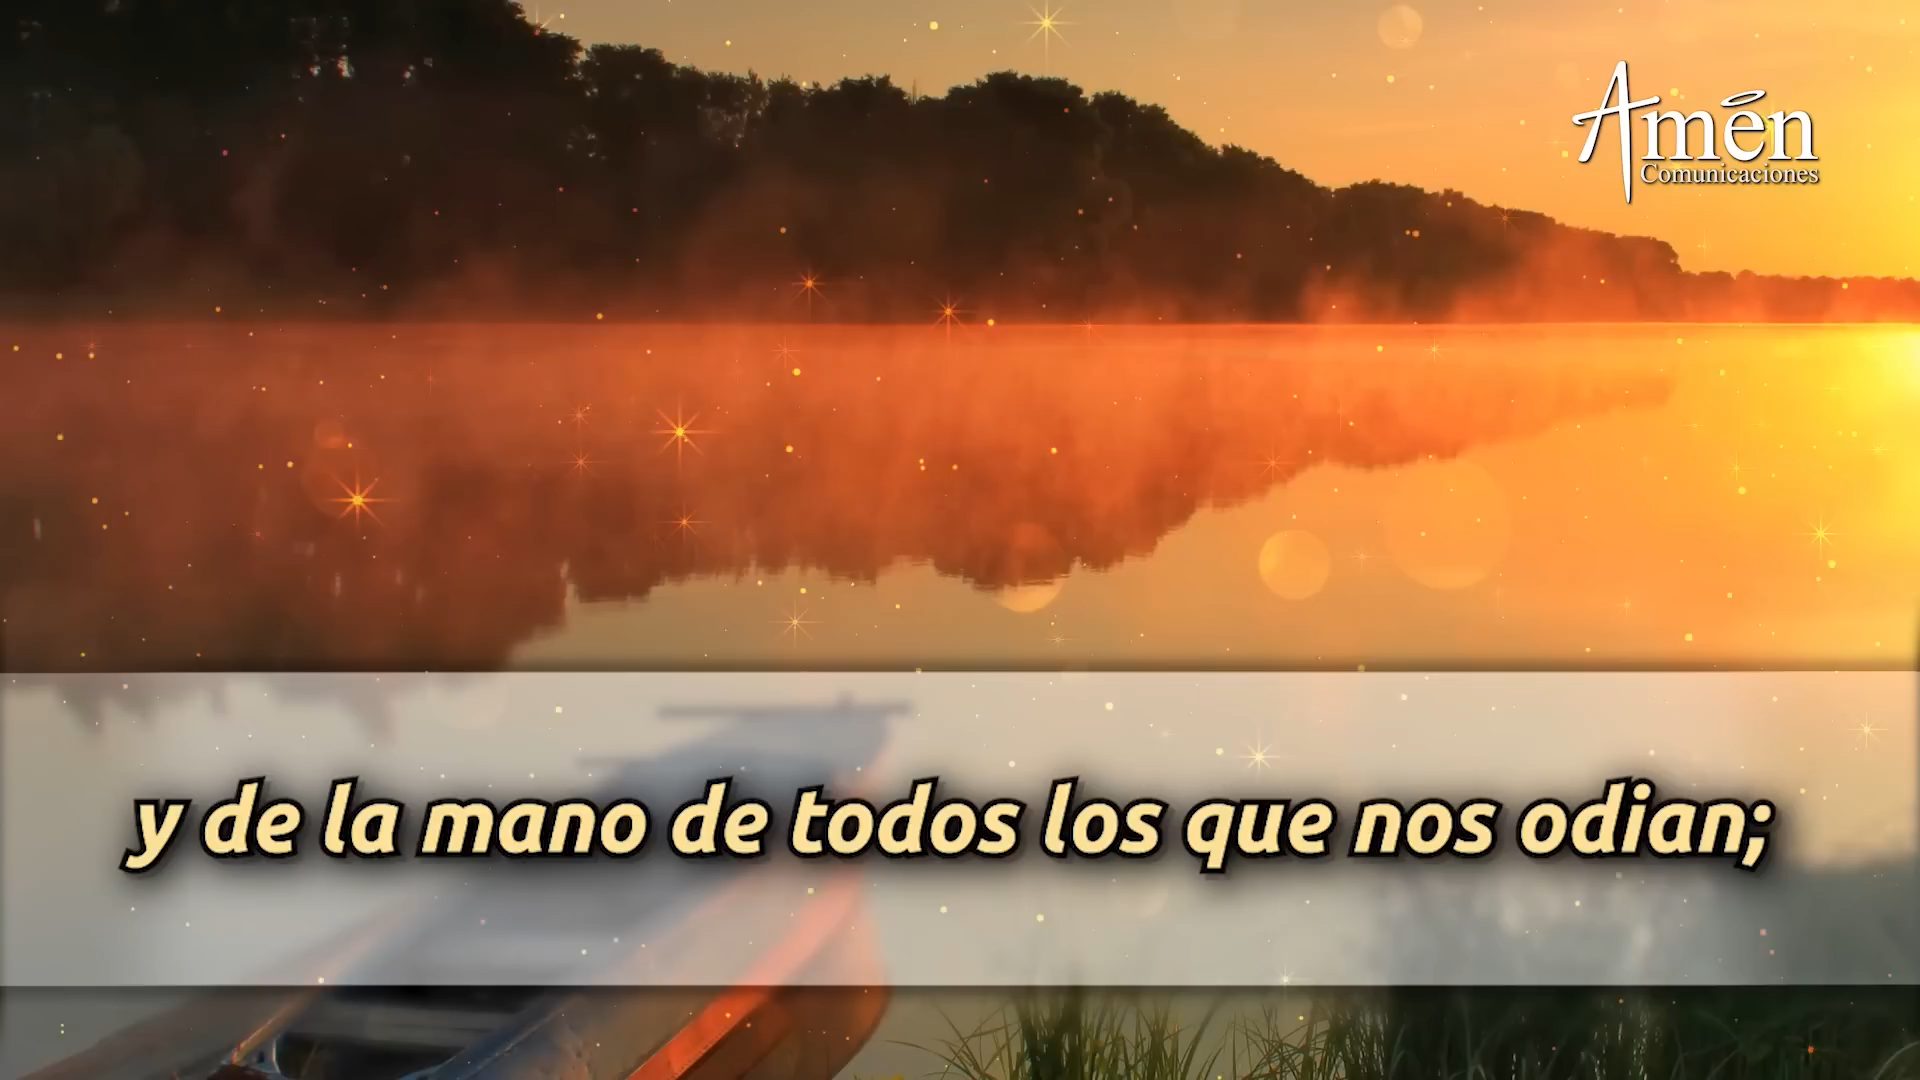 Amén
Comunicaciones
y de la mano de todos los que nos odian;